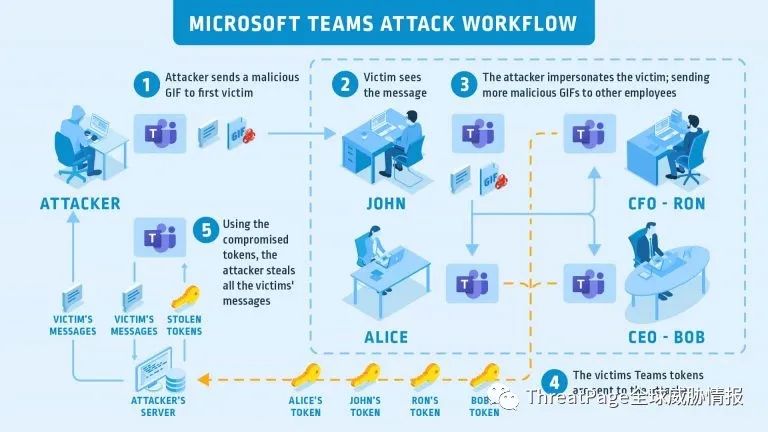 MICROSOFT TEAMS ATTACK WORKFLOW
1
Attacker sends a malicious
GIF to first victim
2
Victim sees
the message
3
The attacker impersonates the victim; sending
more malicious GIFs to other employees
T
GIF
T
GIF
T
ATTACKER
JOHN
CFO - RON
T
5
Using the
compromised
tokens, the
attacker steals
all the victims'
messages
T
T
ALICE
CEO - BOB
VICTIM'S
MESSAGES
VICTIM'S
MESSAGES
STOLEN
TOKENS
ATTACKER'S
SERVER
ALICE'S
TOKEN
JOHN'S
TOKEN
RON'S
TOKEN
BOB'S
TOKEN
4
The victims Teams tokens
are sent to the
ThreatPage全球威胁情报